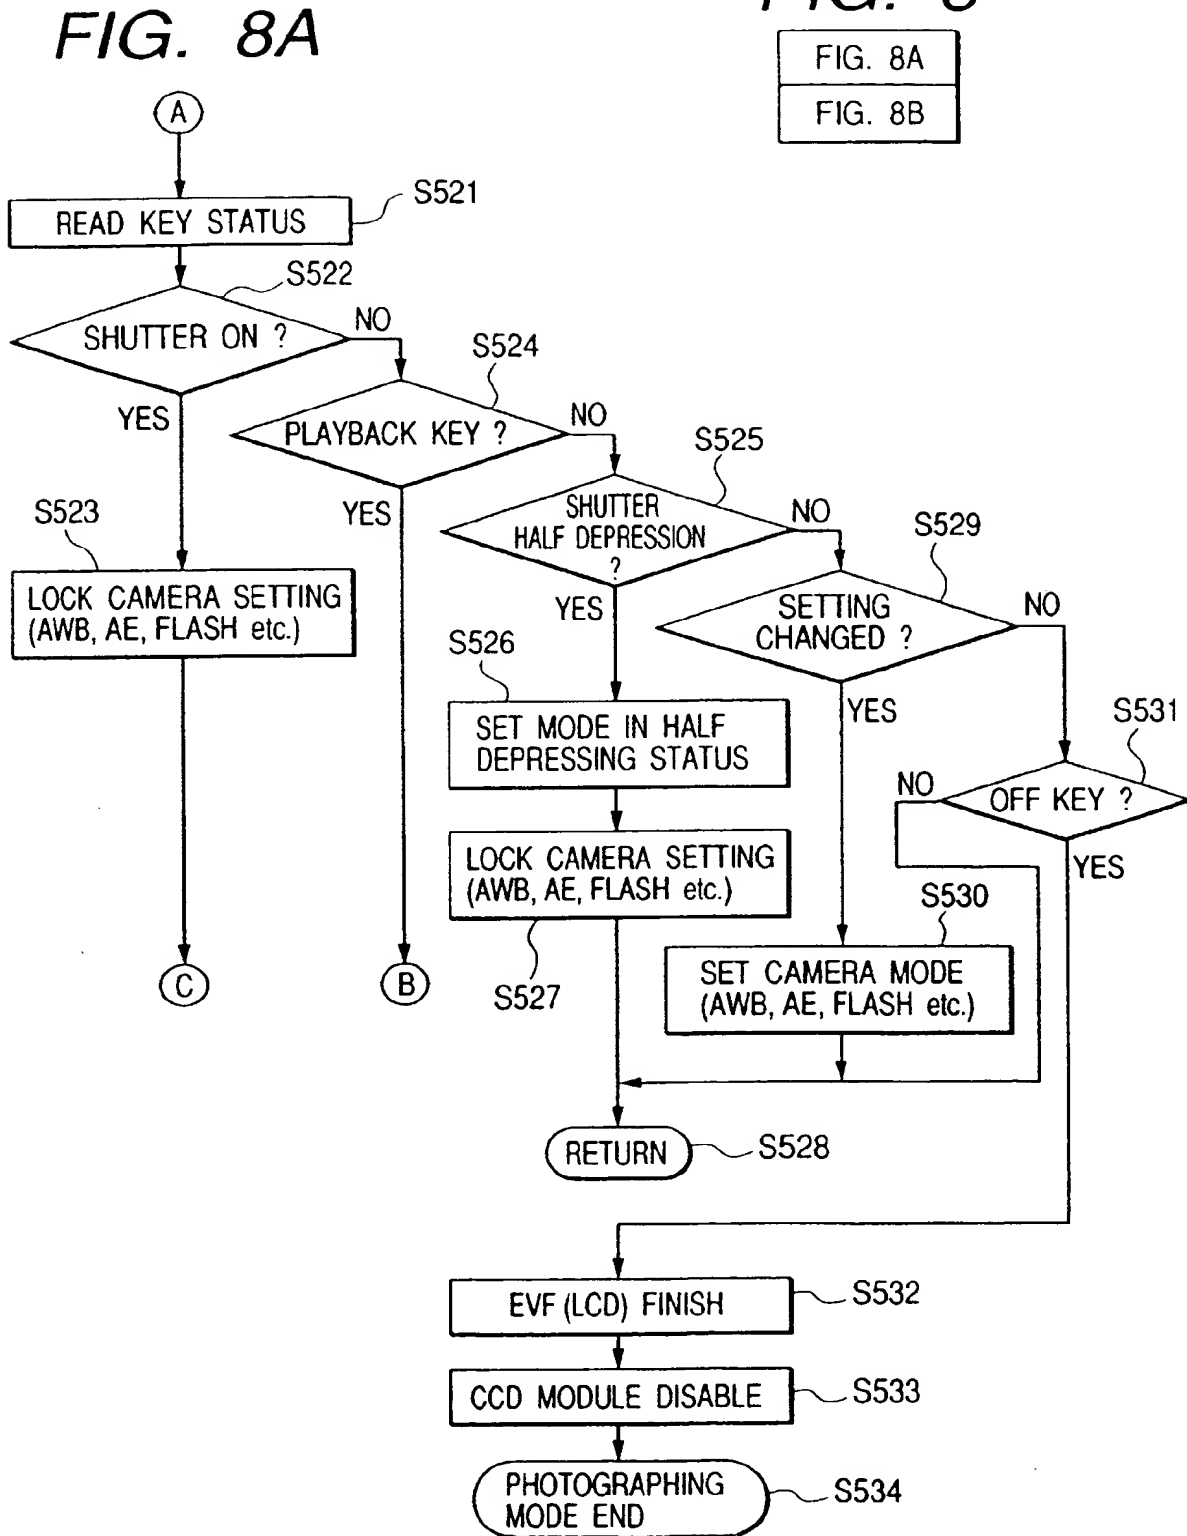 FIG. 8A
FIG. 8
FIG. 8A
FIG. 8B
A
READ KEY STATUS
S521
S522
SHUTTER ON ?
NO
YES
S524
PLAYBACK KEY ?
NO
YES
S525
SHUTTER
HALF DEPRESSION
?
NO
YES
S523
LOCK CAMERA SETTING
(AWB, AE, FLASH etc.)
S529
SETTING
CHANGED ?
NO
YES
S526
SET MODE IN HALF
DEPRESSING STATUS
S531
OFF KEY ?
NO
YES
LOCK CAMERA SETTING
(AWB, AE, FLASH etc.)
S527
S530
SET CAMERA MODE
(AWB, AE, FLASH etc.)
C
B
RETURN
S528
EVF (LCD) FINISH
S532
CCD MODULE DISABLE
S533
PHOTOGRAPHING
MODE END
S534